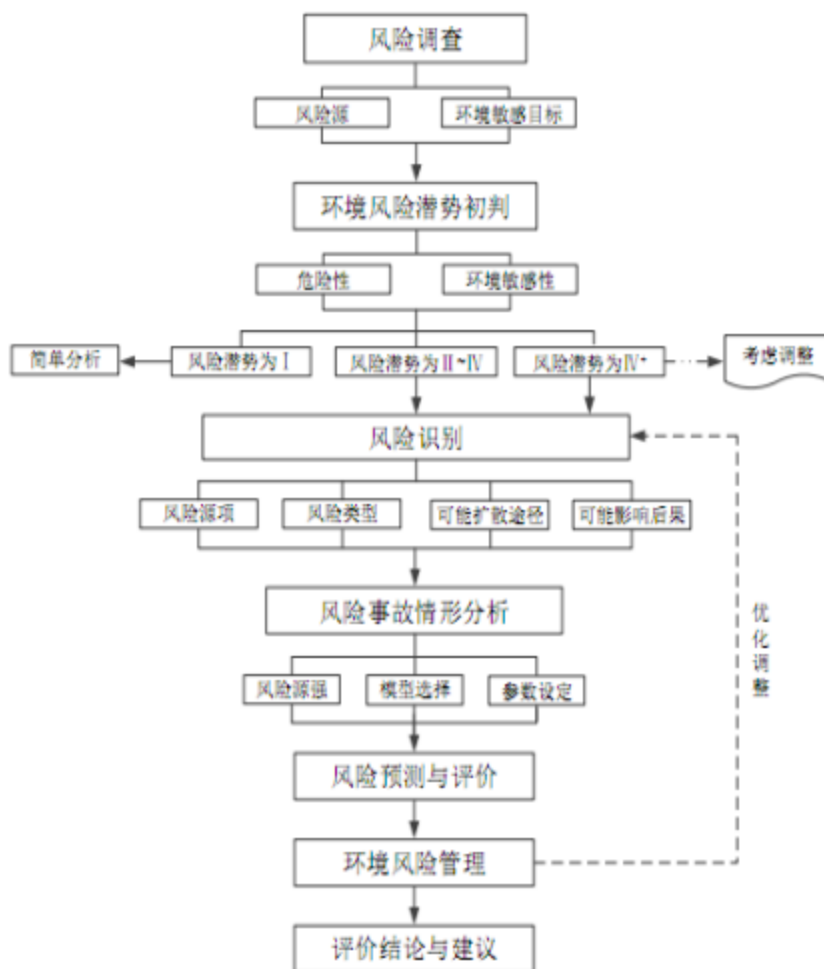 风险调查
风险源
环境敏感目标
环境风险潜势初判
危险性
环境敏感性
简单分析
风险潜势为Ⅰ
风险潜势为Ⅱ~Ⅳ
风险潜势为Ⅳ⁺
考虑调整
风险识别
风险源项
风险类型
可能扩散途径
可能影响后果
风险事故情形分析
风险源强
模型选择
参数设定
优化调整
风险预测与评价
环境风险管理
评价结论与建议